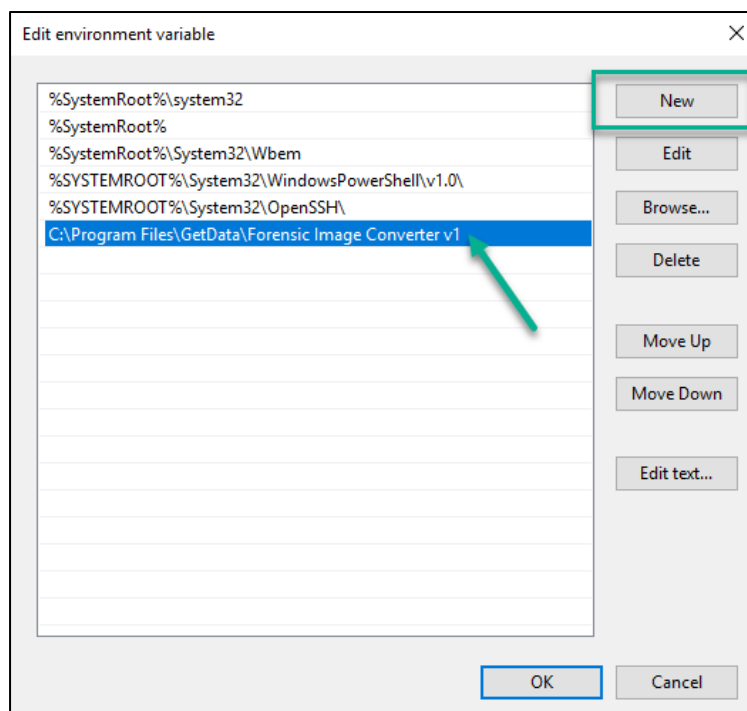 Edit environment variable
%SystemRoot%\system32
%SystemRoot%
%SystemRoot%\System32\Wbem
%SYSTEMROOT%\System32\WindowsPowerShell\v1.0\
%SYSTEMROOT%\System32\OpenSSH\
C:\Program Files\GetData\Forensic Image Converter v1
New
Edit
Browse...
Delete
Move Up
Move Down
Edit text...
OK
Cancel